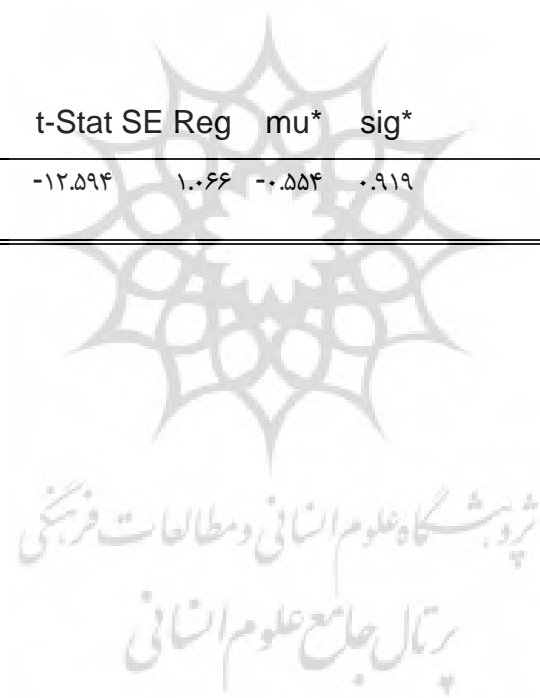 t-Stat SE Reg mu* sig*
-۱۲.۵۹۴ ۱.۰۶۶ -۰.۵۵۴ ۰.۹۱۹
پژوهشگاه علوم انسانی و مطالعات فرهنگی
پرتال جامع علوم انسانی